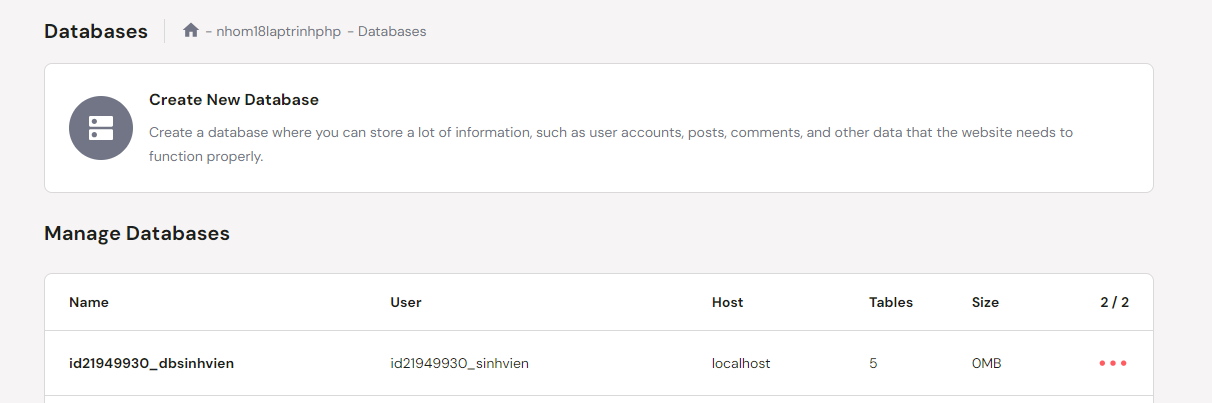 Databases - nhom18laptrinhphp - Databases
Create New Database
Create a database where you can store a lot of information, such as user accounts, posts, comments, and other data that the website needs to
function properly.
Manage Databases
Name User Host Tables Size 2 / 2
id21949930_dbsinhvien id21949930_sinhvien localhost 5 0MB